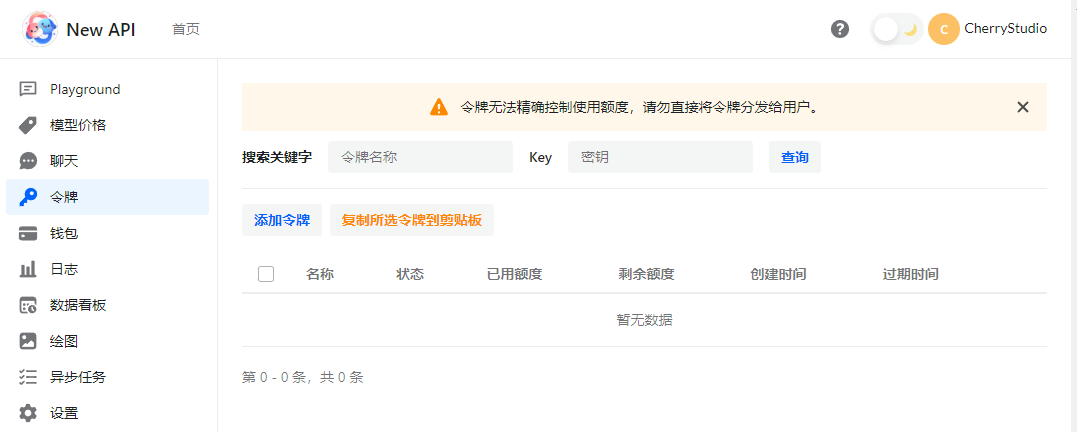 New API
首页
C
CherryStudio
Playground
模型价格
聊天
令牌
钱包
日志
数据看板
绘图
异步任务
设置
令牌无法精确控制使用额度，请勿直接将令牌分发给用户。
搜索关键字 令牌名称 Key 密钥 查询
添加令牌 复制所选令牌到剪贴板
名称 状态 已用额度 剩余额度 创建时间 过期时间
暂无数据
第 0 - 0 条，共 0 条